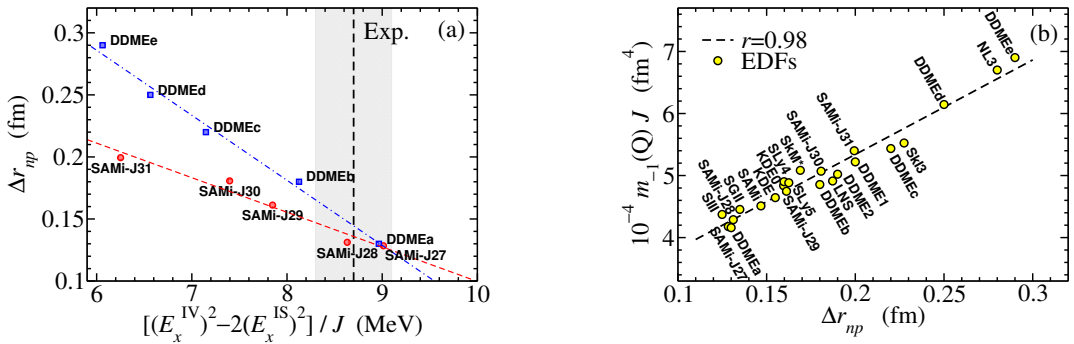 0.3
0.25
0.2
0.15
0.1
Δr_np (fm)
DDMEe
DDMEd
DDMEc
DDMEb
DDMEa
SAMi-J31
SAMi-J30
SAMi-J29
SAMi-J28
SAMi-J27
Exp.
(a)
6 7 8 9 10
[(E_x^IV)^2−2(E_x^IS)^2] / J (MeV)
7
6
5
4
10^−4 m_−1(Q) J (fm^4)
r=0.98
EDFs
(b)
DDMEe
NL3
DDMEd
SAMi-J31
SAMi-J30
SkM*
SLy4
KDE0
KDE
SAMi
SGII
SAMi-J28
SIII
SAMi-J27
DDMEa
SAMi-J29
SLy5
DDMEb
LNS
DDME2
DDME1
DDMEc
SkI3
0.1 0.15 0.2 0.25 0.3
Δr_np (fm)